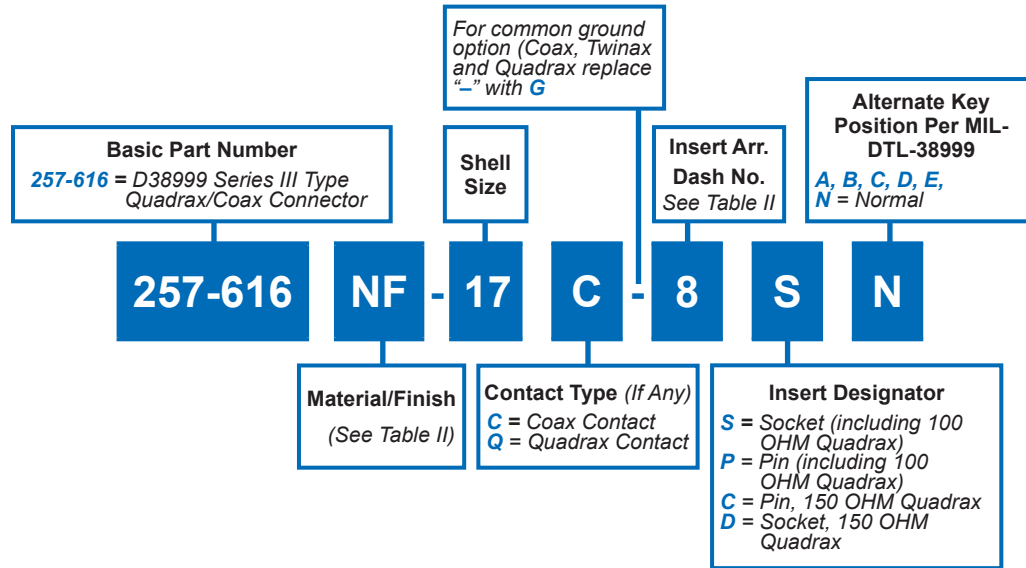 For common ground
option (Coax, Twinax
and Quadrax replace
“–” with G
Basic Part Number
257-616 = D38999 Series III Type
Quadrax/Coax Connector
Shell
Size
Insert Arr.
Dash No.
See Table II
Alternate Key
Position Per MIL-
DTL-38999
A, B, C, D, E,
N = Normal
257-616 NF - 17 C - 8 S N
Material/Finish
(See Table II)
Contact Type (If Any)
C = Coax Contact
Q = Quadrax Contact
Insert Designator
S = Socket (including 100
OHM Quadrax)
P = Pin (including 100
OHM Quadrax)
C = Pin, 150 OHM Quadrax
D = Socket, 150 OHM
Quadrax